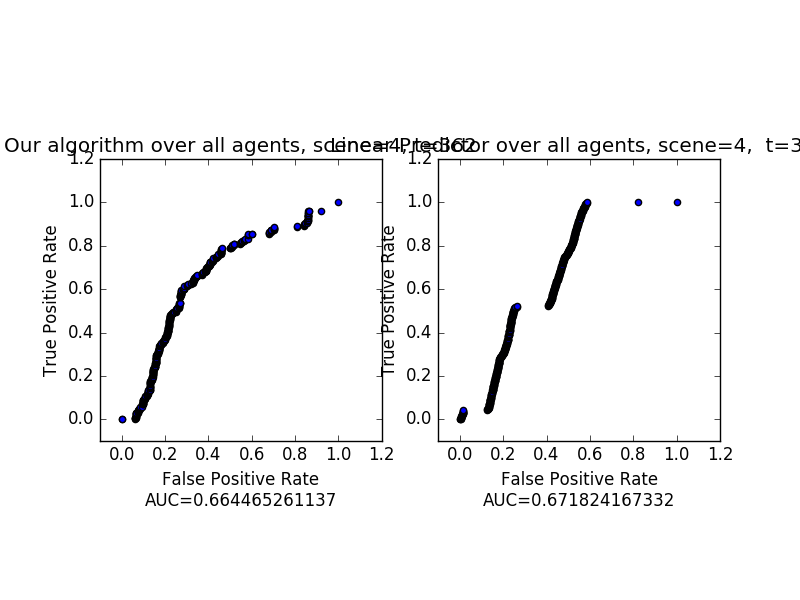 Our algorithm over all agents, scene=4, t=362
Linear Predictor over all agents, scene=4, t=3
True Positive Rate
1.2
1.0
0.8
0.6
0.4
0.2
0.0
0.0 0.2 0.4 0.6 0.8 1.0 1.2
False Positive Rate
AUC=0.664465261137
True Positive Rate
1.2
1.0
0.8
0.6
0.4
0.2
0.0
0.0 0.2 0.4 0.6 0.8 1.0 1.2
False Positive Rate
AUC=0.671824167332